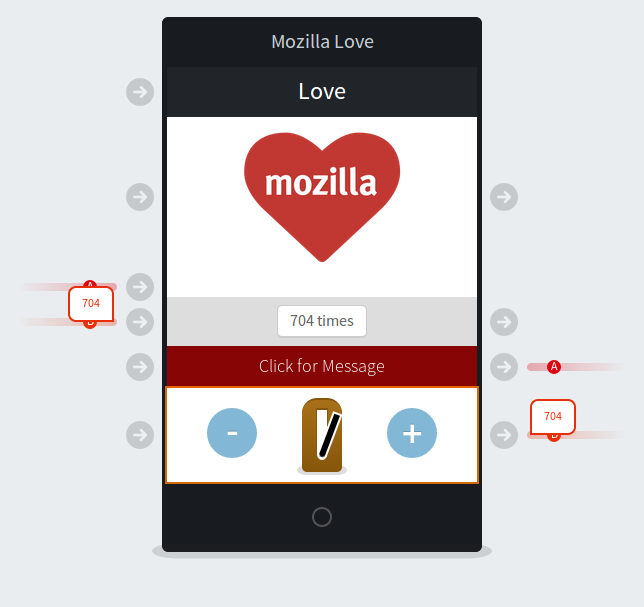 Mozilla Love
Love
mozilla
A
704
B
704 times
Click for Message
A
704
B
-
+